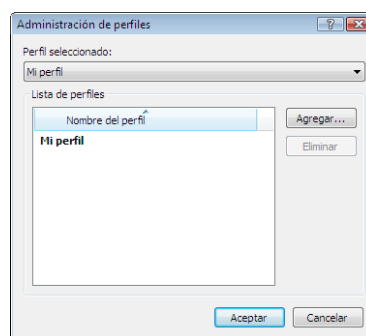 Administración de perfiles
Perfil seleccionado:
Mi perfil
Lista de perfiles
Nombre del perfil
Agregar...
Mi perfil
Eliminar
Aceptar
Cancelar